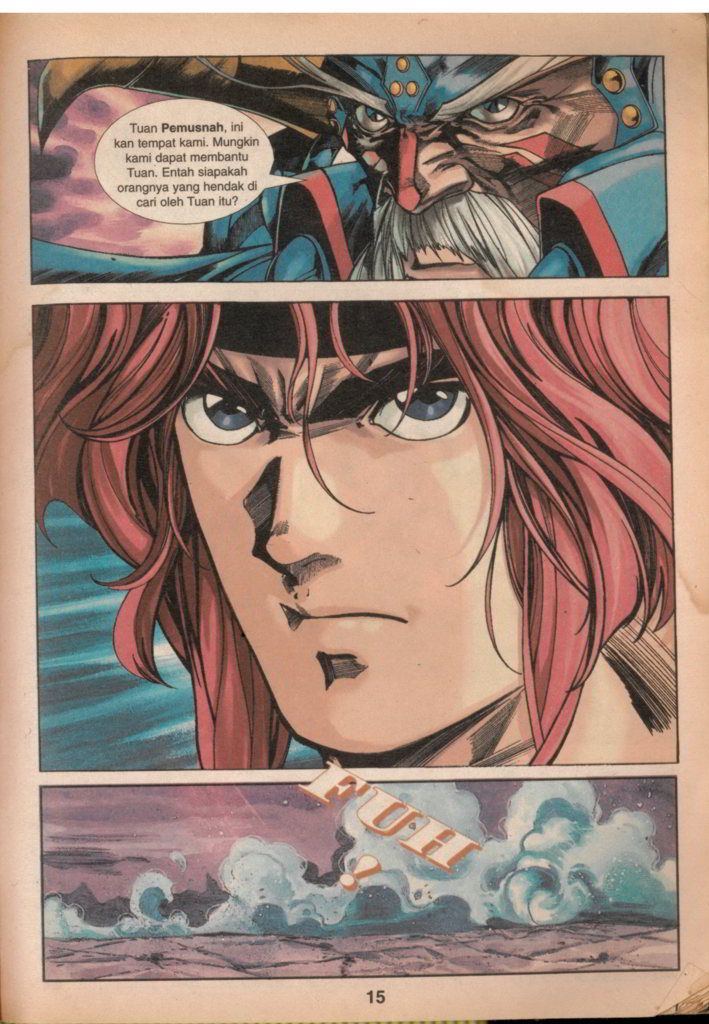 Tuan Pemusnah, ini
kan tempat kami. Mungkin
kami dapat membantu
Tuan. Entah siapakah
orangnya yang hendak di
cari oleh Tuan itu?
FUH
!
15